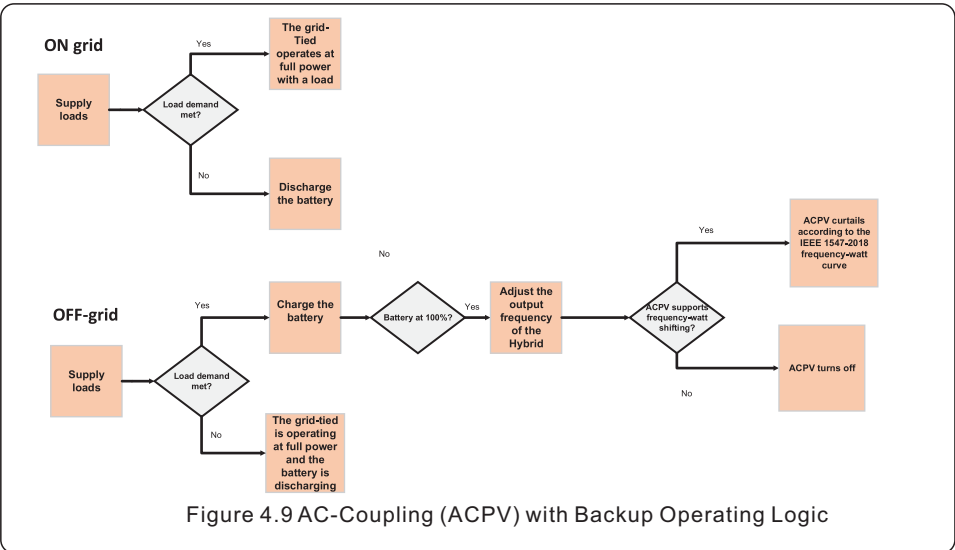 ON grid
Supply
loads
Load demand
met?
Yes
The grid-
Tied
operates at
full power
with a load
No
Discharge
the battery
OFF-grid
Supply
loads
Load demand
met?
Yes
Charge the
battery
No
Battery at 100%?
Yes
Adjust the
output
frequency
of the
Hybrid
ACPV supports
frequency-watt
shifting?
Yes
ACPV curtails
according to the
IEEE 1547-2018
frequency-watt
curve
No
ACPV turns off
No
The grid-tied
is operating
at full power
and the
battery is
discharging
Figure 4.9 AC-Coupling (ACPV) with Backup Operating Logic